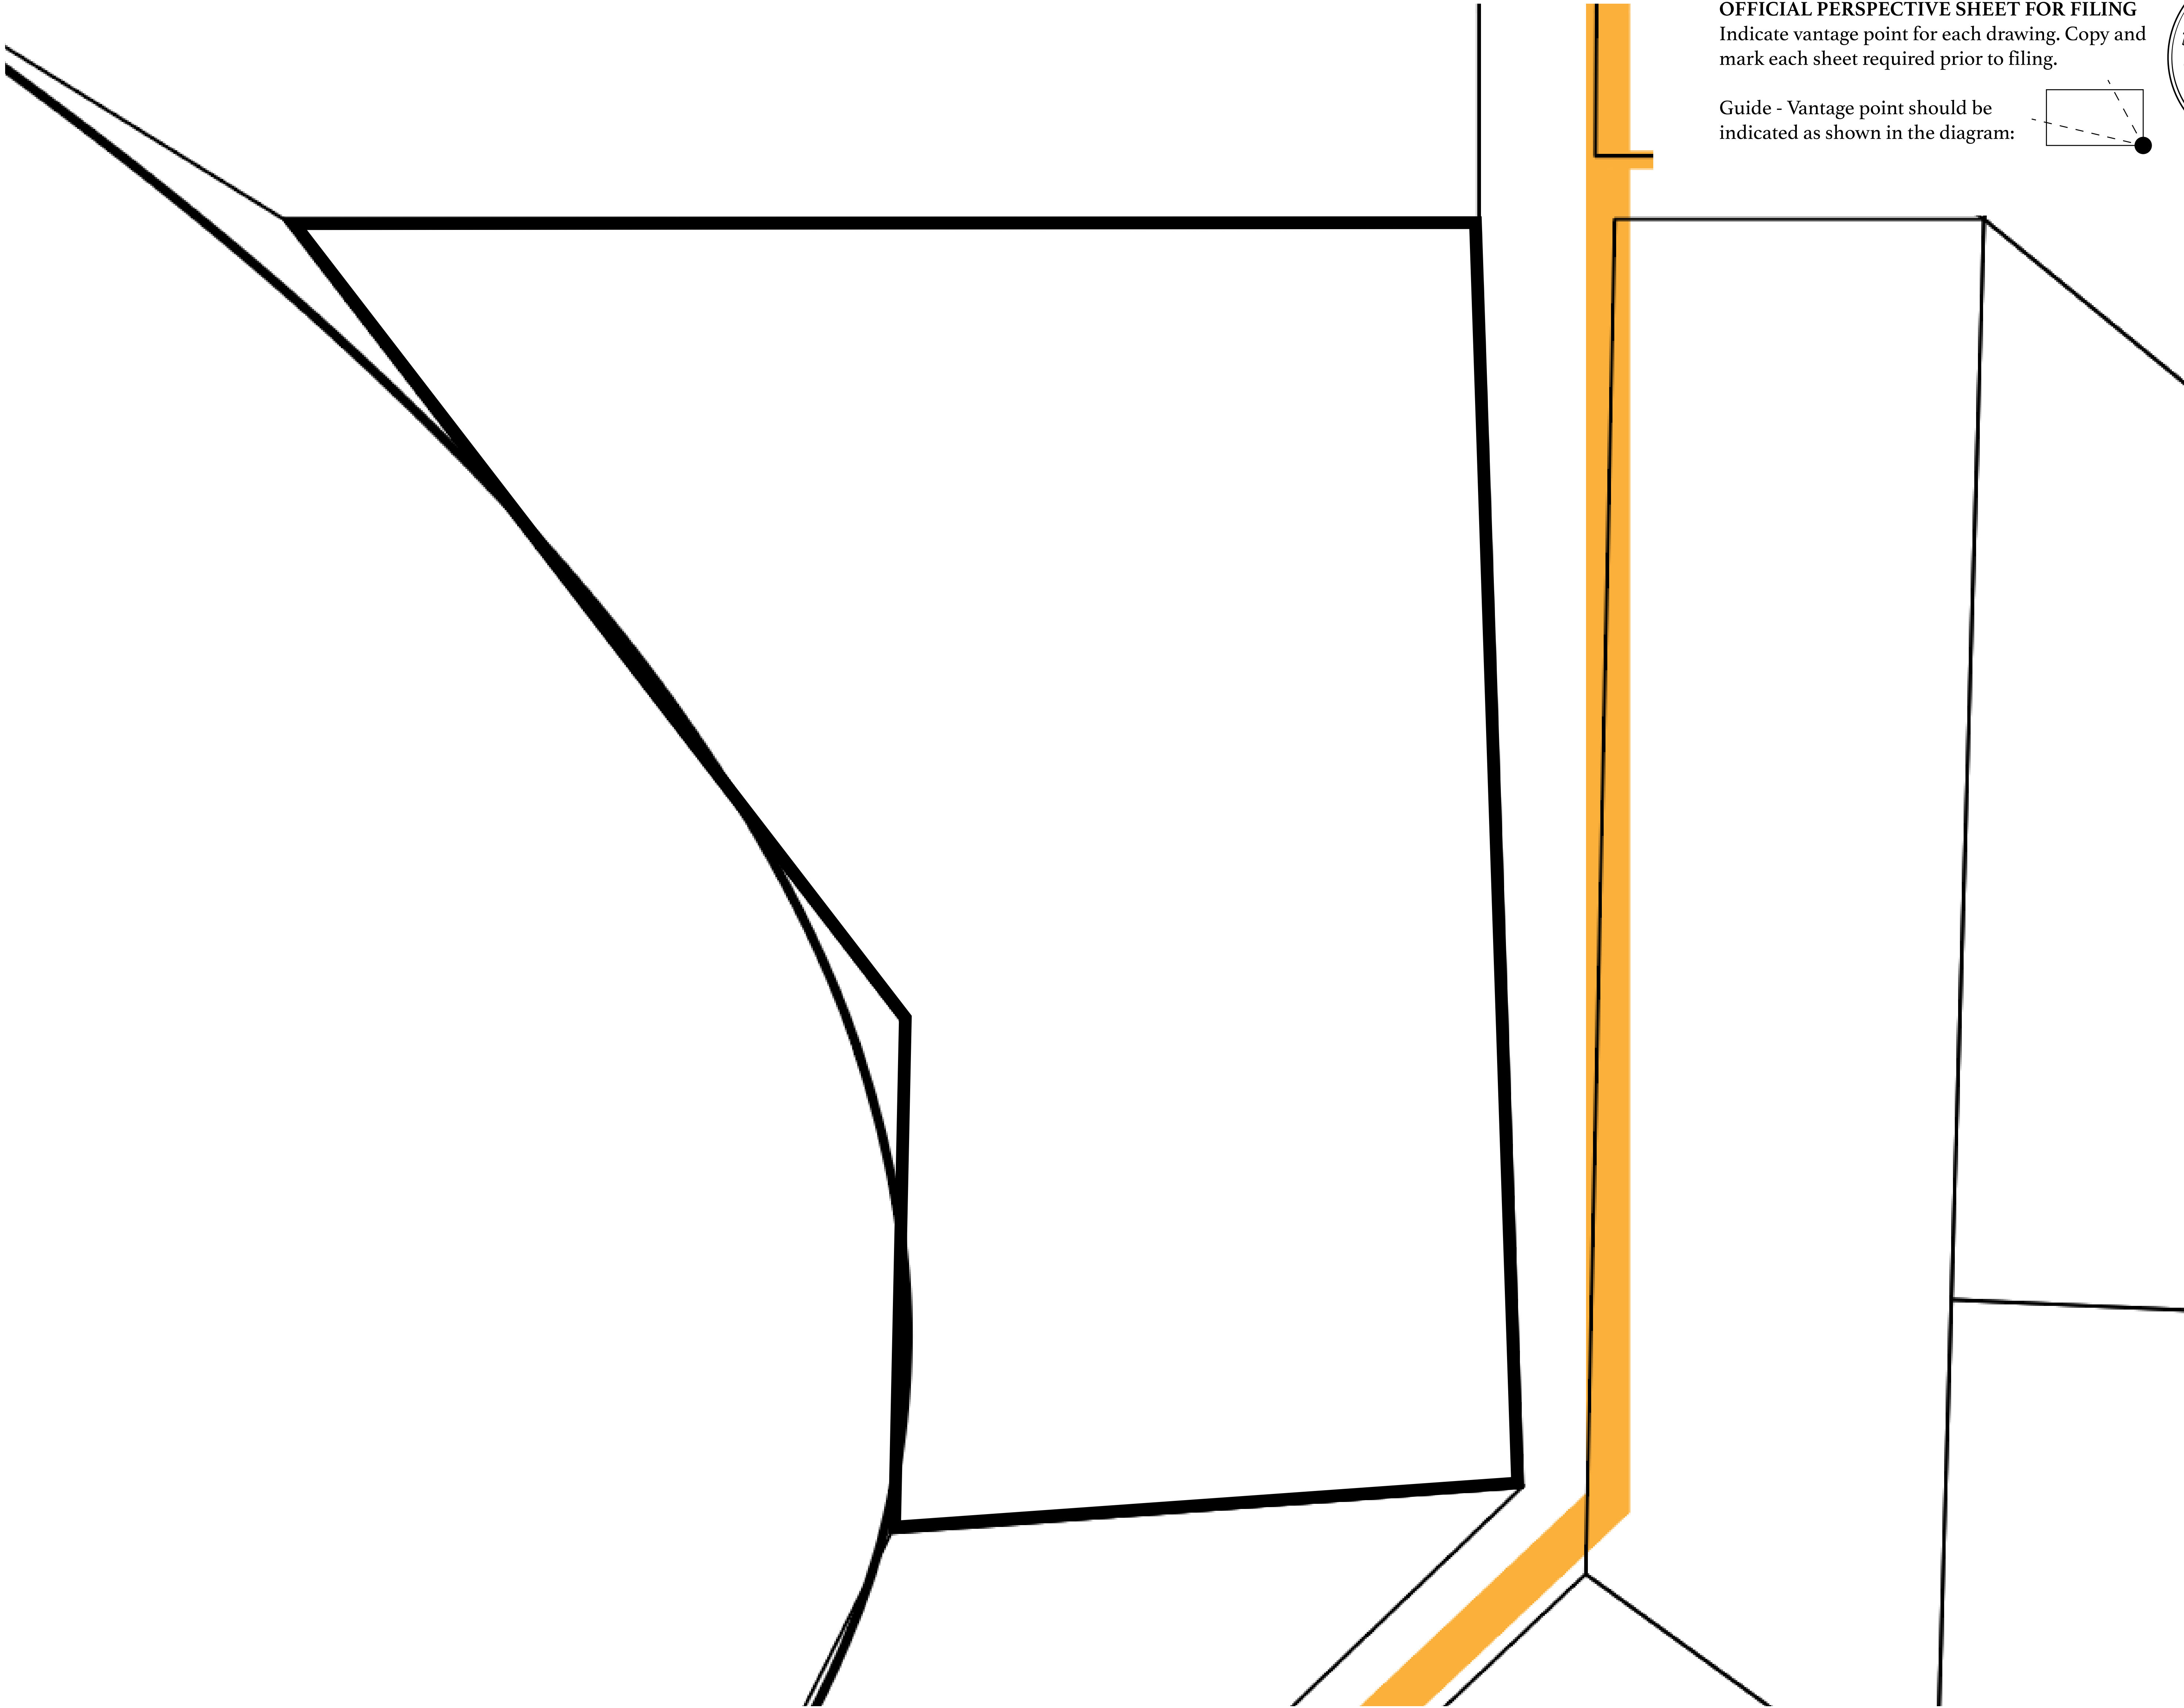 OFFICIAL PERSPECTIVE SHEET FOR FILING
Indicate vantage point for each drawing. Copy and
mark each sheet required prior to filing.
Guide - Vantage point should be
indicated as shown in the diagram: